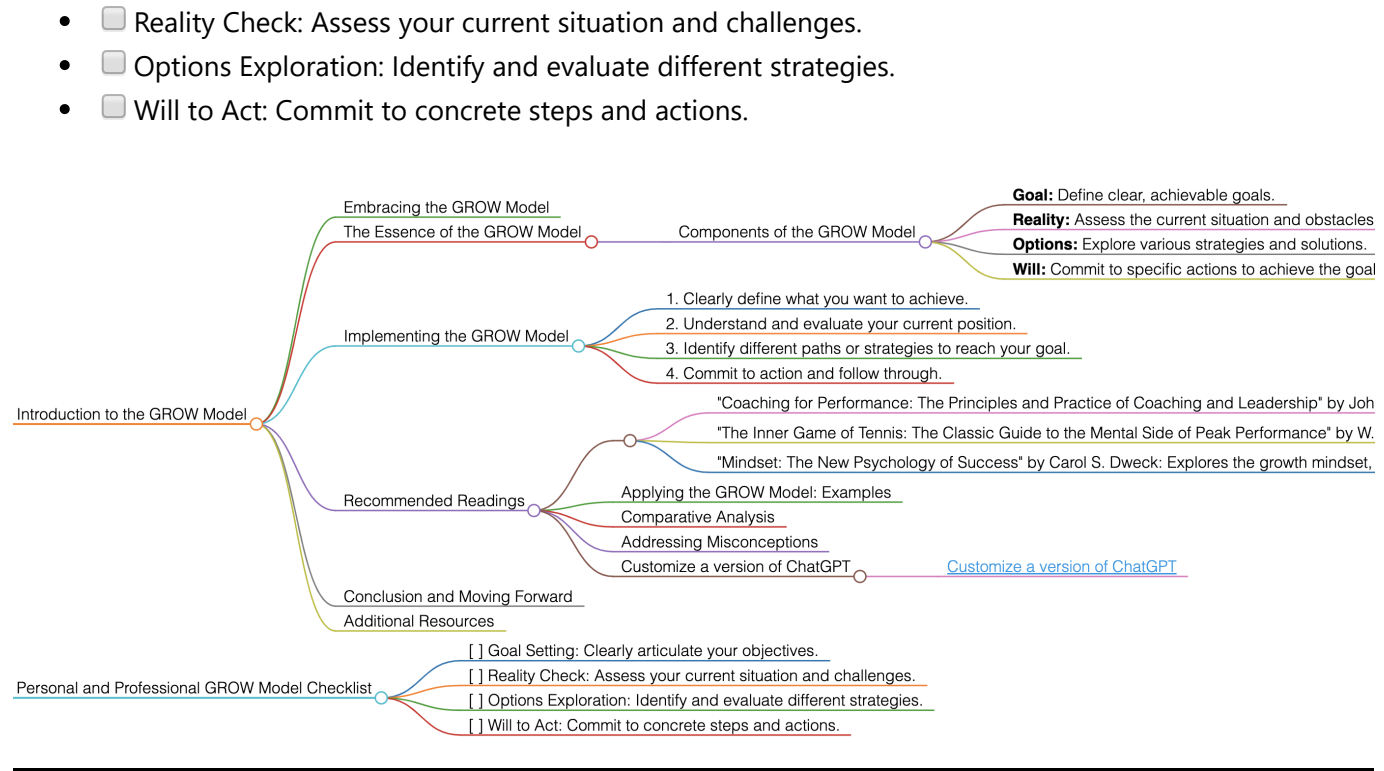 Reality Check: Assess your current situation and challenges.
Options Exploration: Identify and evaluate different strategies.
Will to Act: Commit to concrete steps and actions.
Introduction to the GROW Model
Embracing the GROW Model
The Essence of the GROW Model
Components of the GROW Model
Goal: Define clear, achievable goals.
Reality: Assess the current situation and obstacles
Options: Explore various strategies and solutions.
Will: Commit to specific actions to achieve the goal
Implementing the GROW Model
1. Clearly define what you want to achieve.
2. Understand and evaluate your current position.
3. Identify different paths or strategies to reach your goal.
4. Commit to action and follow through.
Recommended Readings
"Coaching for Performance: The Principles and Practice of Coaching and Leadership" by Joh
"The Inner Game of Tennis: The Classic Guide to the Mental Side of Peak Performance" by W.
"Mindset: The New Psychology of Success" by Carol S. Dweck: Explores the growth mindset,
Applying the GROW Model: Examples
Comparative Analysis
Addressing Misconceptions
Customize a version of ChatGPT
Customize a version of ChatGPT
Conclusion and Moving Forward
Additional Resources
Personal and Professional GROW Model Checklist
[ ] Goal Setting: Clearly articulate your objectives.
[ ] Reality Check: Assess your current situation and challenges.
[ ] Options Exploration: Identify and evaluate different strategies.
[ ] Will to Act: Commit to concrete steps and actions.